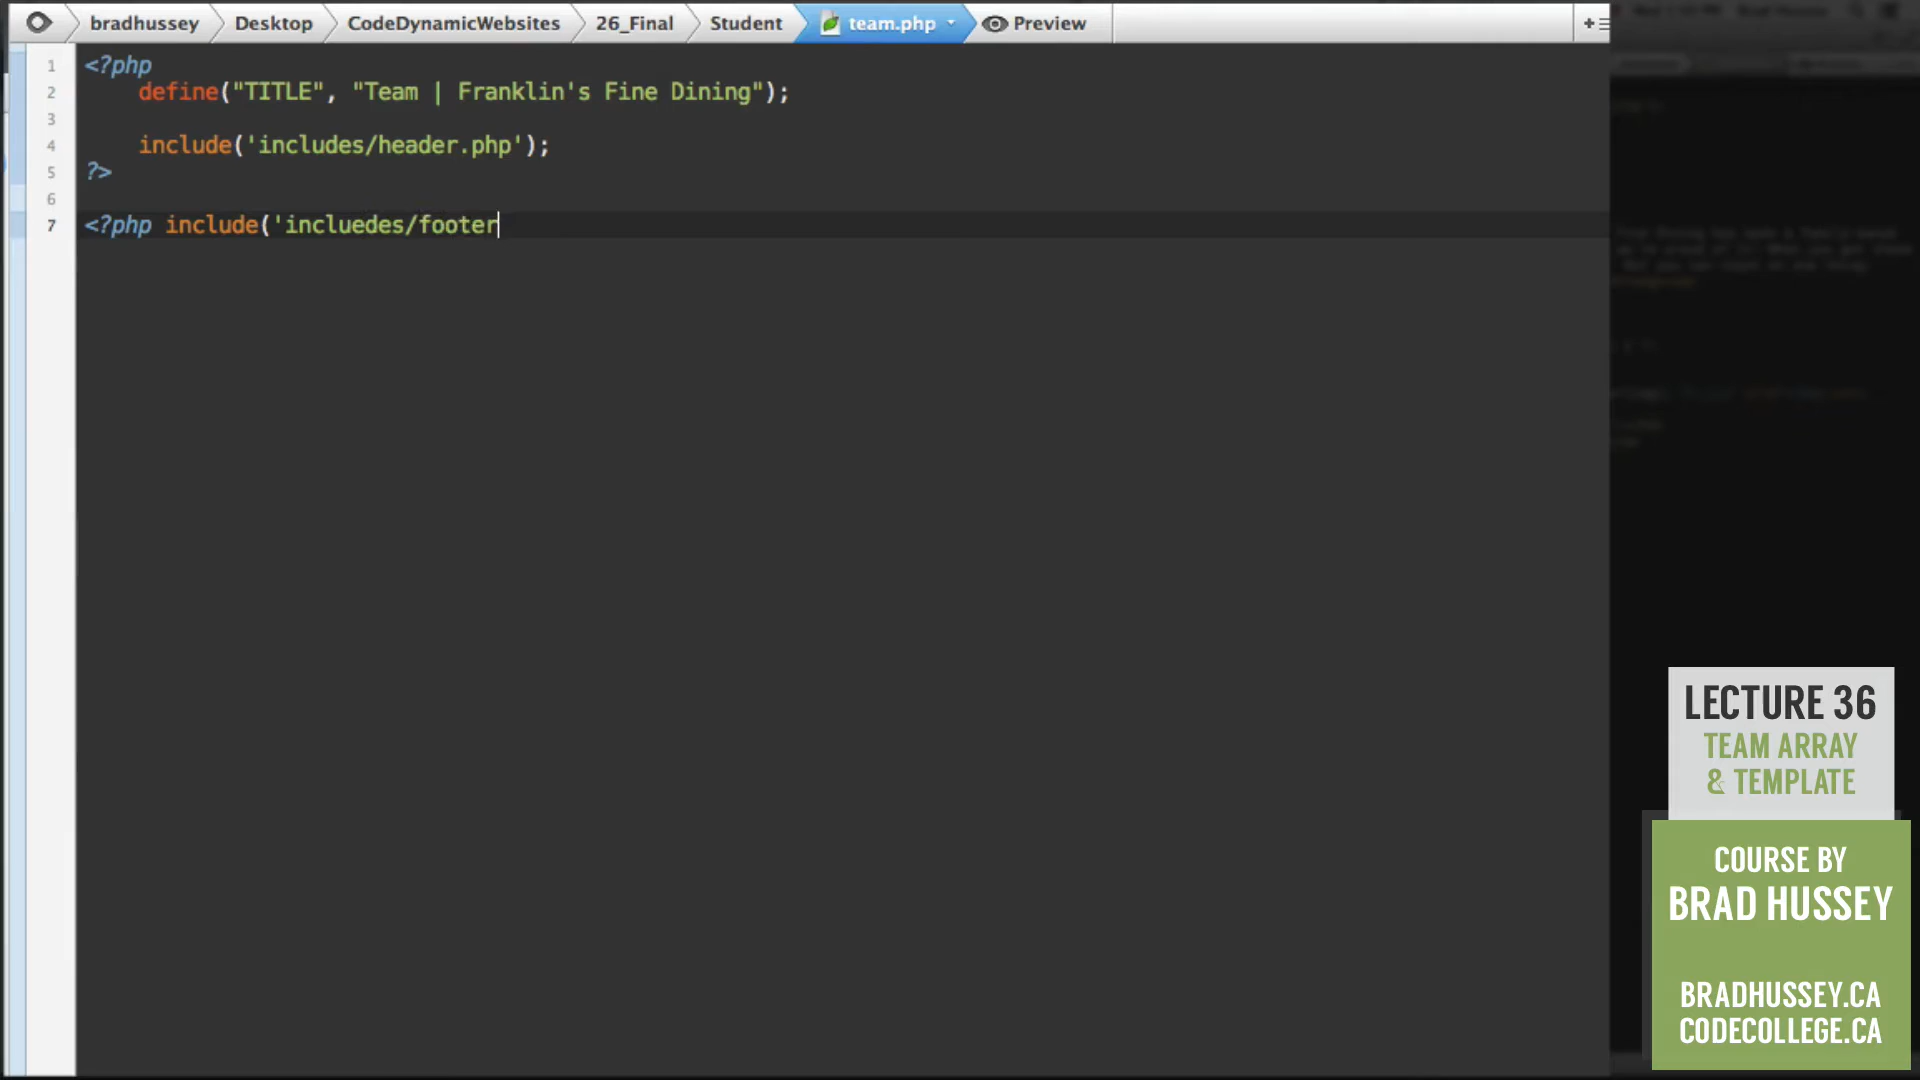 bradhussey Desktop CodeDynamicWebsites 26_Final Student team.php Preview
1 <?php
2 define("TITLE", "Team | Franklin's Fine Dining");
3
4 include('includes/header.php');
5 ?>
6
7 <?php include('incluedes/footer
LECTURE 36
TEAM ARRAY
& TEMPLATE
COURSE BY
BRAD HUSSEY
BRADHUSSEY.CA
CODECOLLEGE.CA